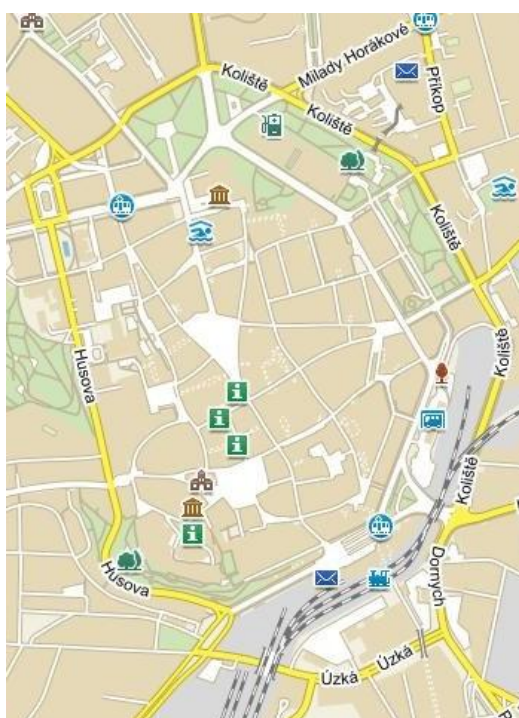 Milady Horákové
Koliště
Příkop
Koliště
Koliště
Husova
Koliště
Koliště
Dornych
Husova
Úzká
Úzká